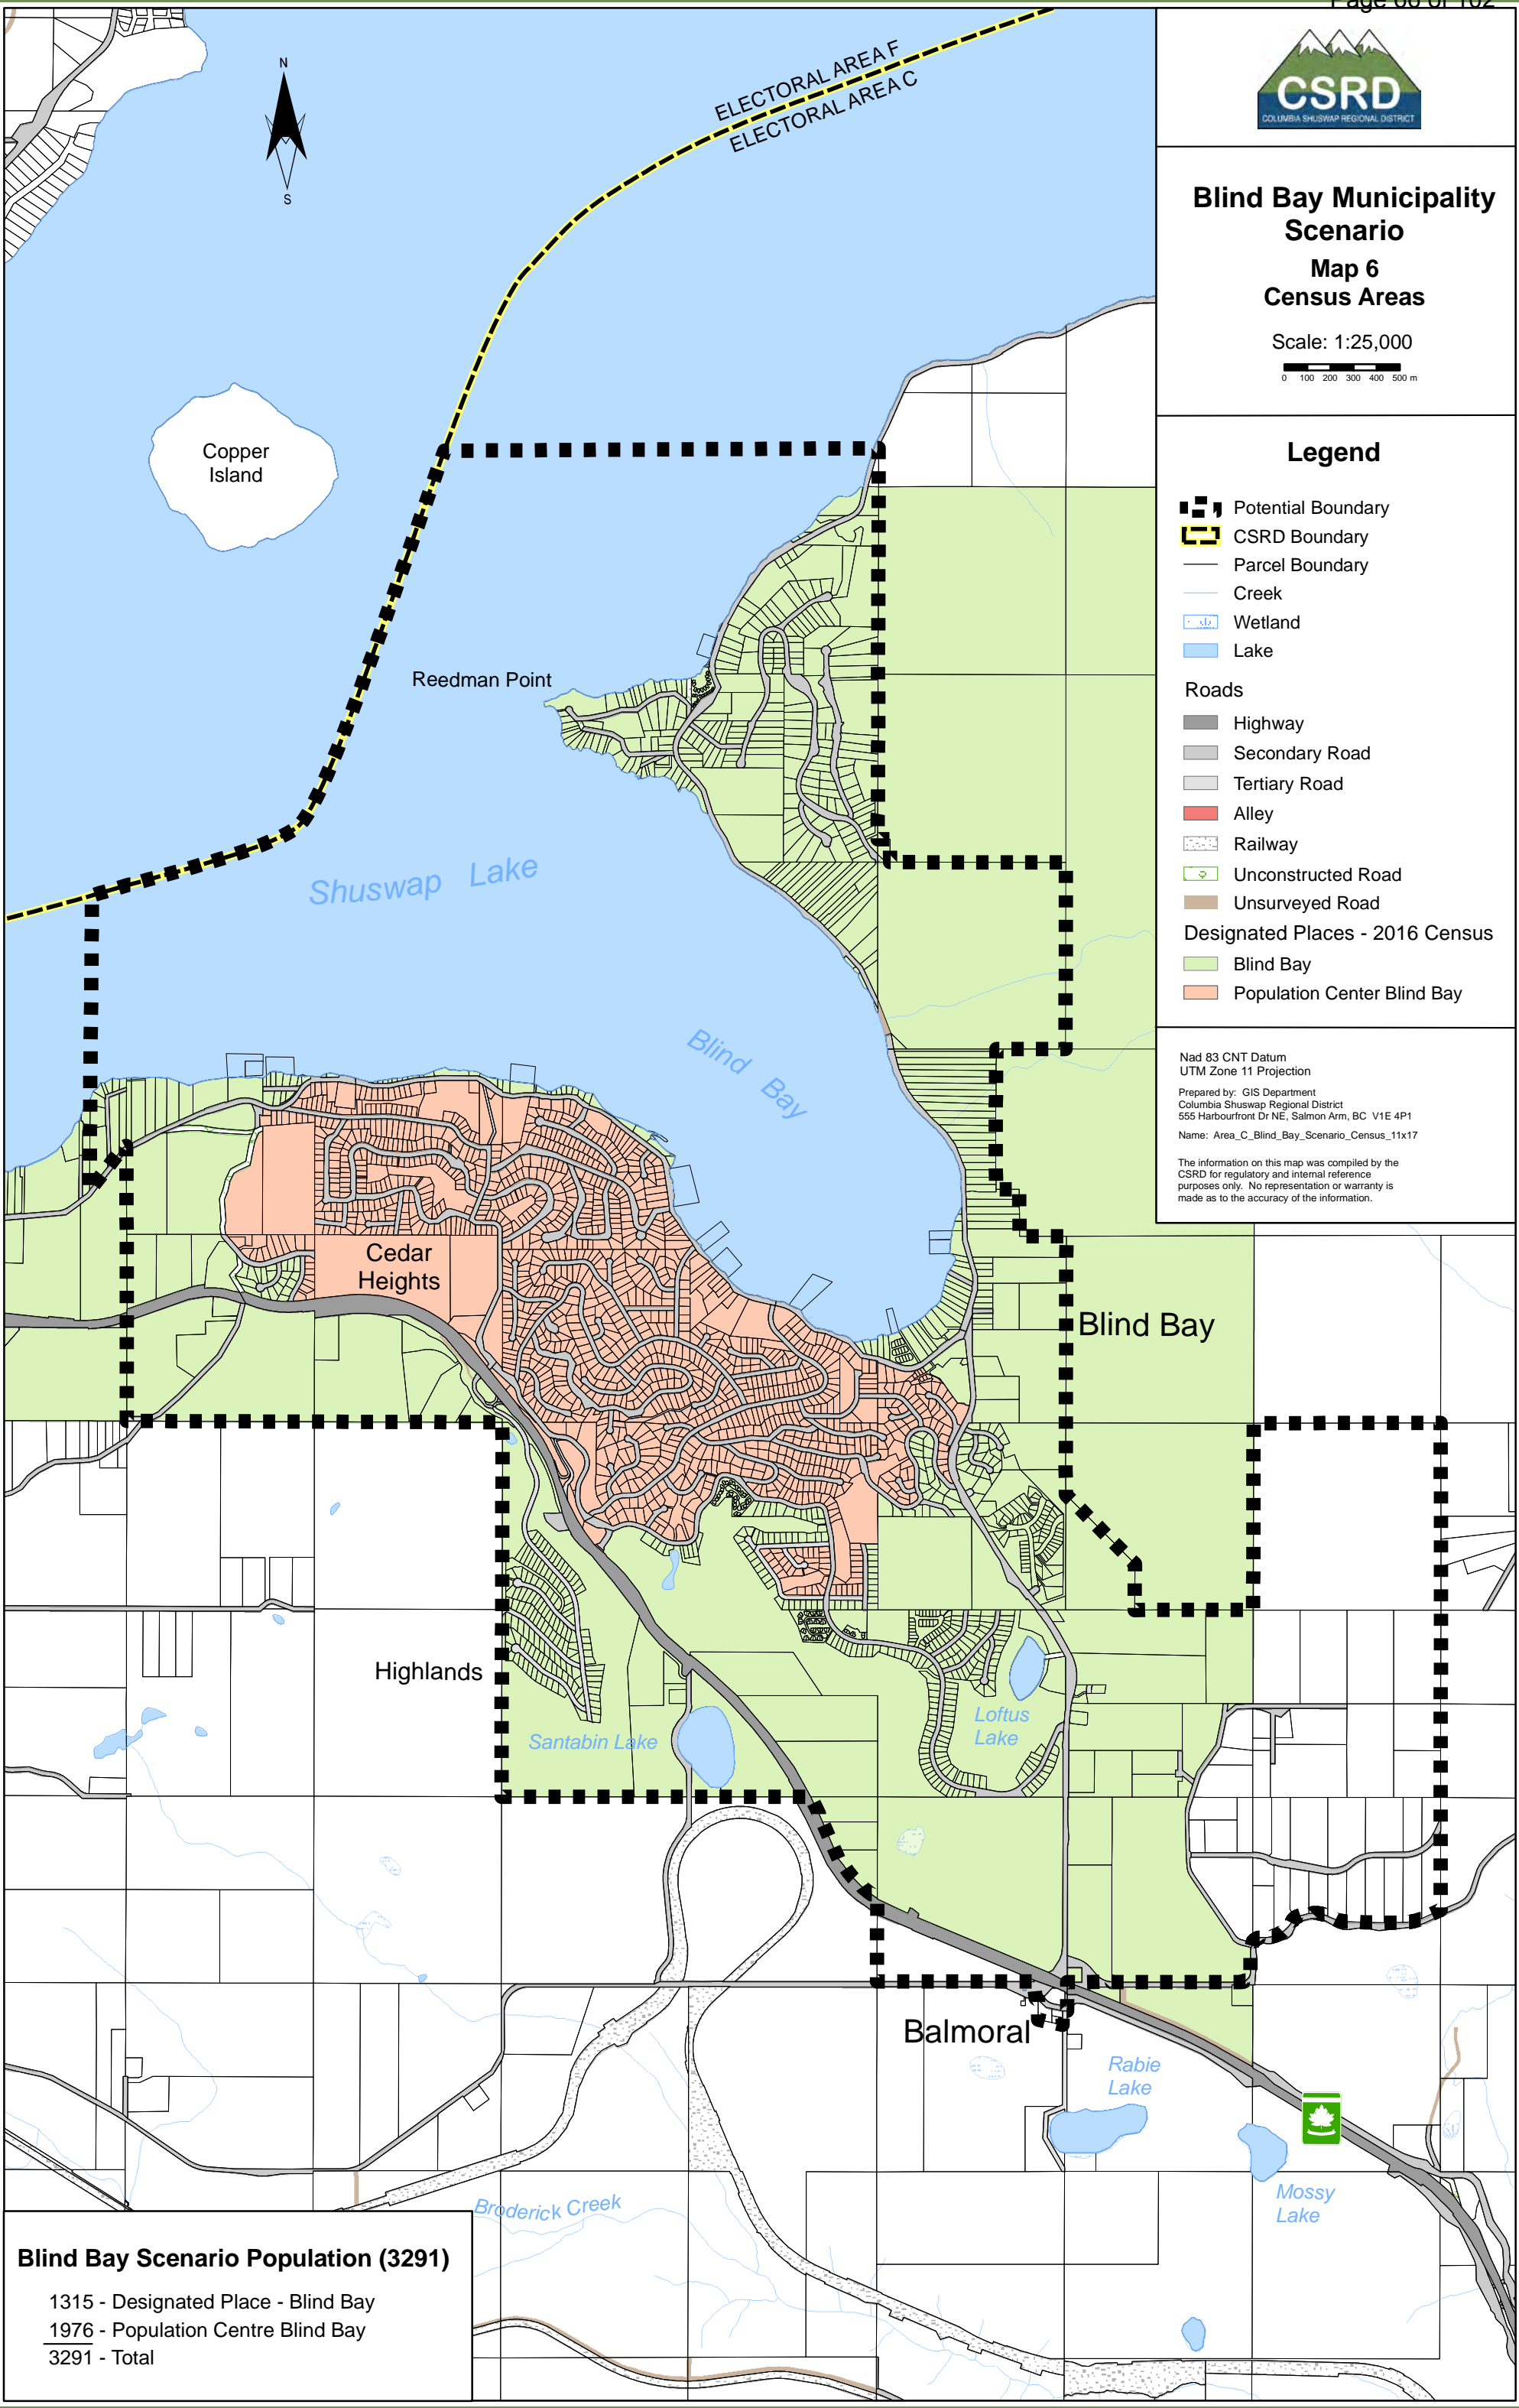 Page 66 of 102
CSRD
COLUMBIA SHUSWAP REGIONAL DISTRICT
Blind Bay Municipality
Scenario
Map 6
Census Areas
Scale: 1:25,000
0 100 200 300 400 500 m
Legend
Potential Boundary
CSRD Boundary
Parcel Boundary
Creek
Wetland
Lake
Roads
Highway
Secondary Road
Tertiary Road
Alley
Railway
Unconstructed Road
Unsurveyed Road
Designated Places - 2016 Census
Blind Bay
Population Center Blind Bay
Nad 83 CNT Datum
UTM Zone 11 Projection
Prepared by: GIS Department
Columbia Shuswap Regional District
555 Harbourfront Dr NE, Salmon Arm, BC V1E 4P1
Name: Area_C_Blind_Bay_Scenario_Census_11x17
The information on this map was compiled by the
CSRD for regulatory and internal reference
purposes only. No representation or warranty is
made as to the accuracy of the information.
N
S
ELECTORAL AREA F
ELECTORAL AREA C
Copper
Island
Reedman Point
Shuswap Lake
Blind Bay
Cedar
Heights
Blind Bay
Highlands
Santabin Lake
Loftus
Lake
Balmoral
Rabie
Lake
Mossy
Lake
Broderick Creek
Blind Bay Scenario Population (3291)
1315 - Designated Place - Blind Bay
1976 - Population Centre Blind Bay
3291 - Total